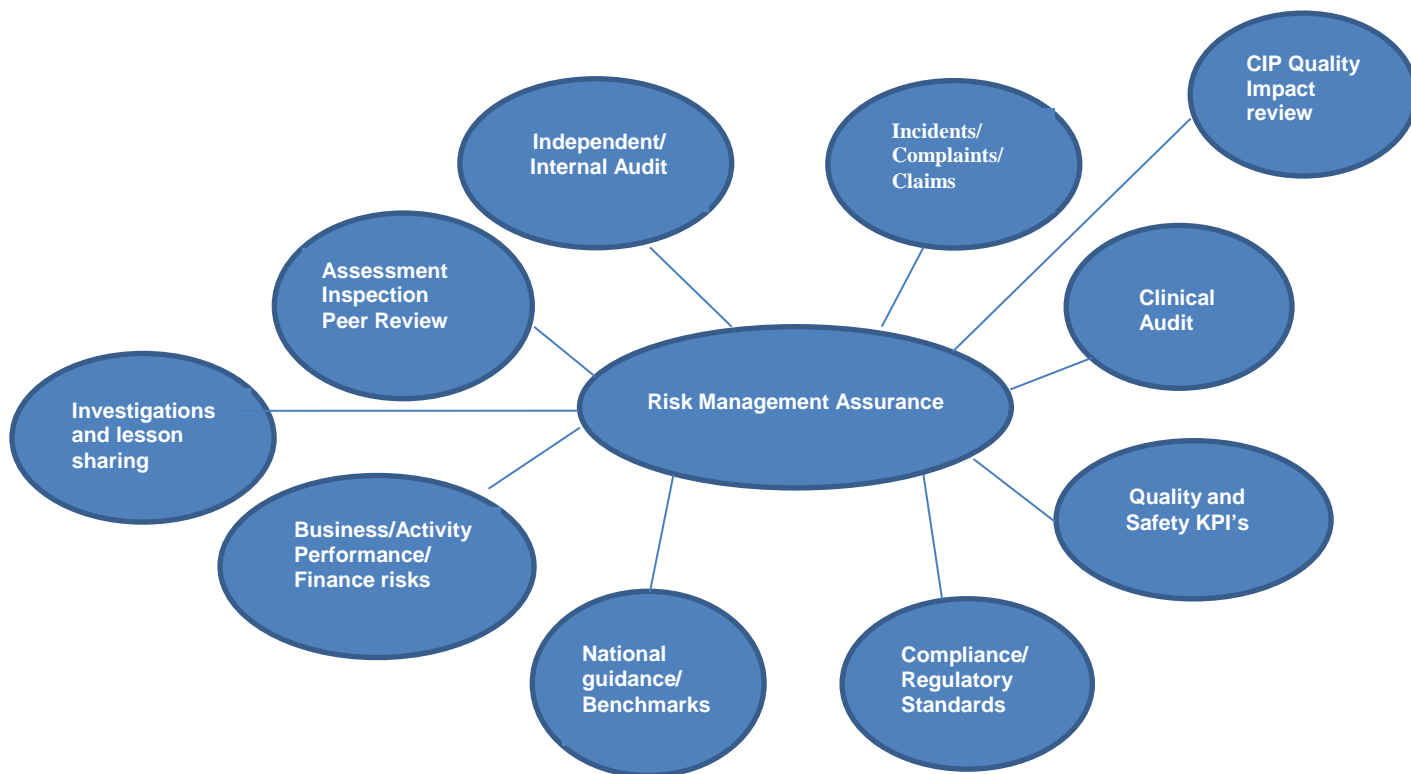 CIP Quality
Impact
review
Independent/
Internal Audit
Incidents/
Complaints/
Claims
Assessment
Inspection
Peer Review
Clinical
Audit
Risk Management Assurance
Investigations
and lesson
sharing
Quality and
Safety KPI's
Business/Activity
Performance/
Finance risks
National
guidance/
Benchmarks
Compliance/
Regulatory
Standards